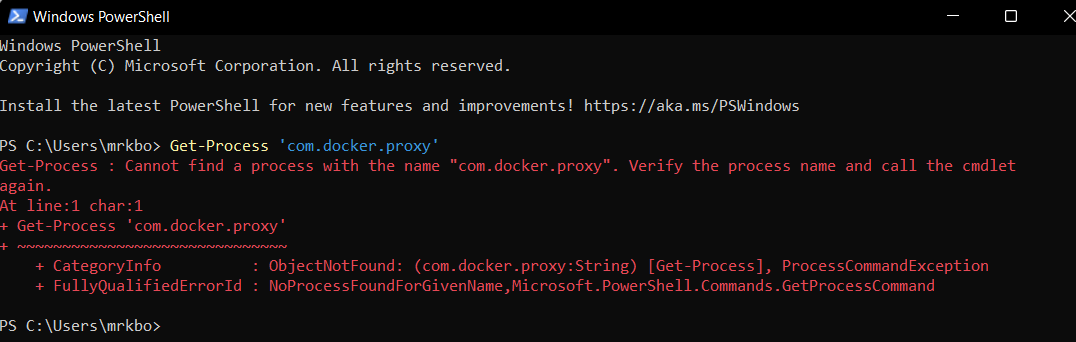 Windows PowerShell
Windows PowerShell
Copyright (C) Microsoft Corporation. All rights reserved.
Install the latest PowerShell for new features and improvements! https://aka.ms/PSWindows
PS C:\Users\mrkbo> Get-Process 'com.docker.proxy'
Get-Process : Cannot find a process with the name "com.docker.proxy". Verify the process name and call the cmdlet
again.
At line:1 char:1
+ Get-Process 'com.docker.proxy'
+ ~~~~~~~~~~~~~~~~~~~~~~~~~~~~~~
    + CategoryInfo          : ObjectNotFound: (com.docker.proxy:String) [Get-Process], ProcessCommandException
    + FullyQualifiedErrorId : NoProcessFoundForGivenName,Microsoft.PowerShell.Commands.GetProcessCommand
PS C:\Users\mrkbo>